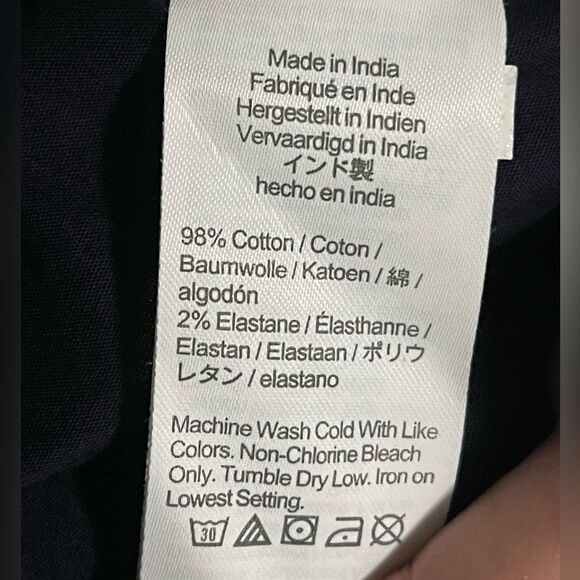 Made in India
Fabriqué en Inde
Hergestellt in Indien
Vervaardigd in India
インド製
hecho en india
98% Cotton / Coton /
Baumwolle / Katoen / 綿 /
algodón
2% Elastane / Élasthanne /
Elastan / Elastaan / ポリウ
レタン / elastano
Machine Wash Cold With Like
Colors. Non-Chlorine Bleach
Only. Tumble Dry Low. Iron on
Lowest Setting.
30